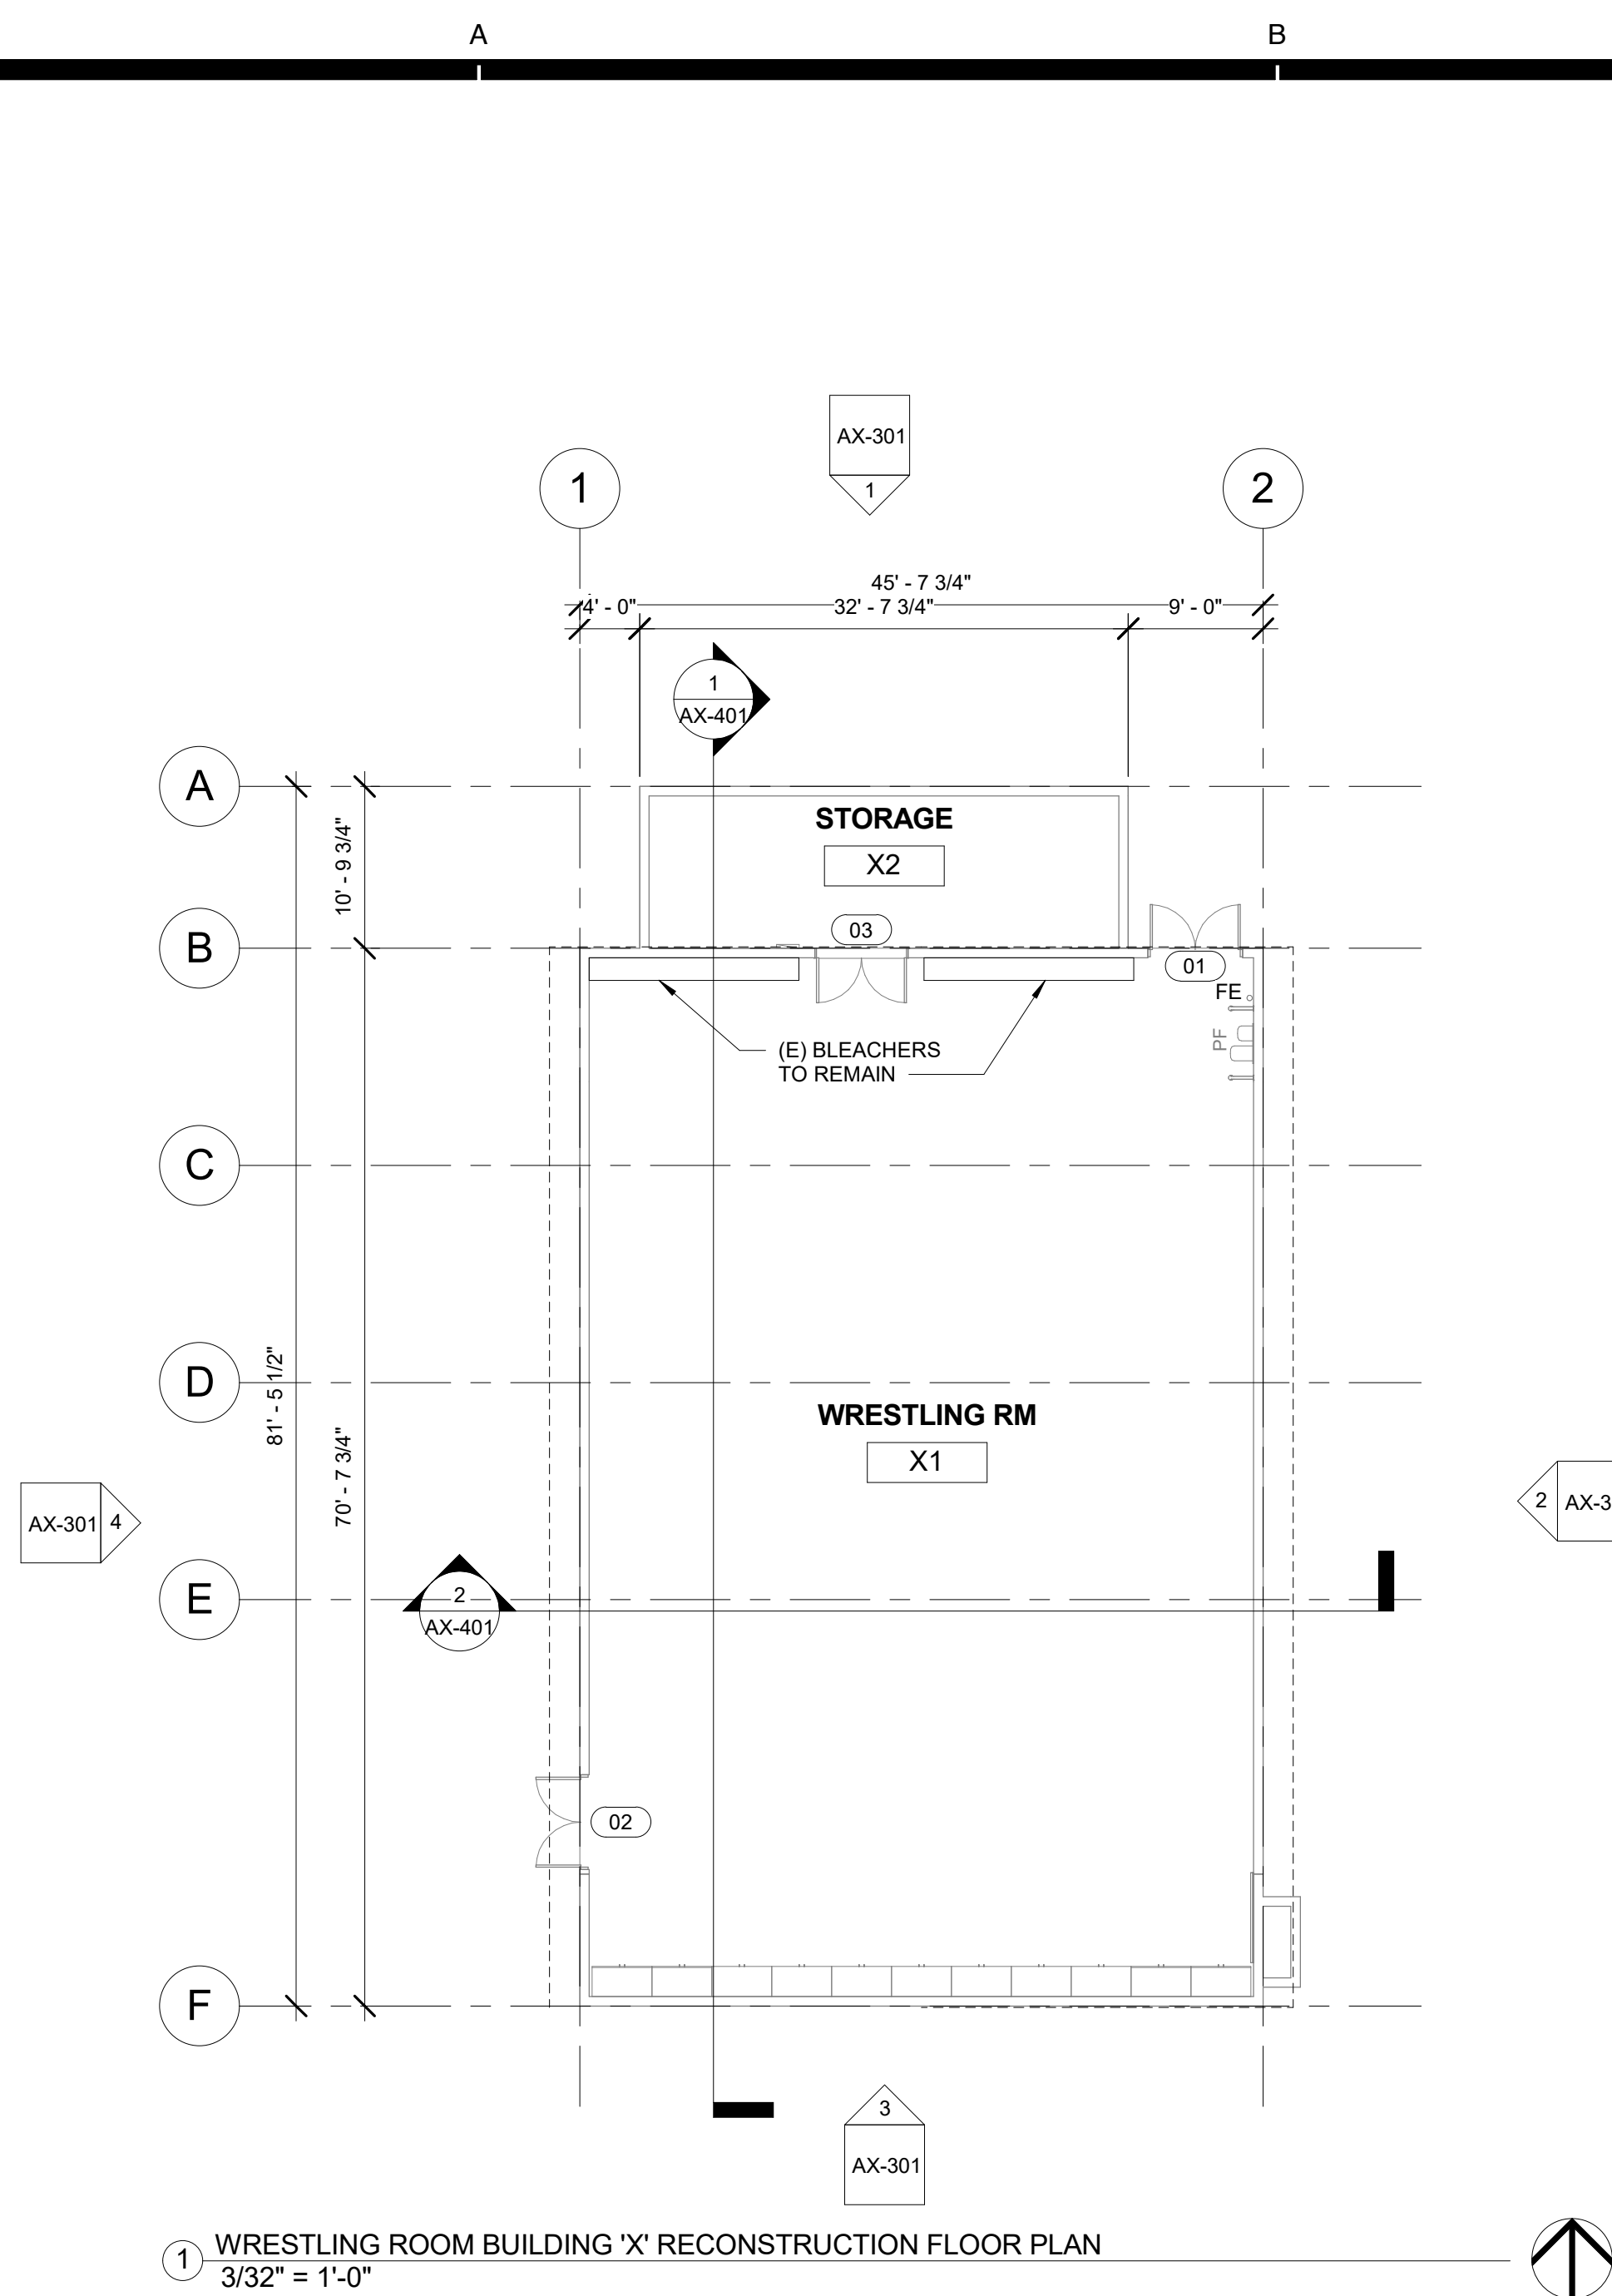 A
B
AX-301
1
1
2
45' - 7 3/4"
4' - 0"
32' - 7 3/4"
9' - 0"
1
AX-401
A
10' - 9 3/4"
STORAGE
X2
03
B
01
FE
PF
(E) BLEACHERS
TO REMAIN
C
D
81' - 5 1/2"
70' - 7 3/4"
WRESTLING RM
X1
AX-301
4
2
AX-3
E
2
AX-401
02
F
3
AX-301
1
WRESTLING ROOM BUILDING 'X' RECONSTRUCTION FLOOR PLAN
3/32" = 1'-0"